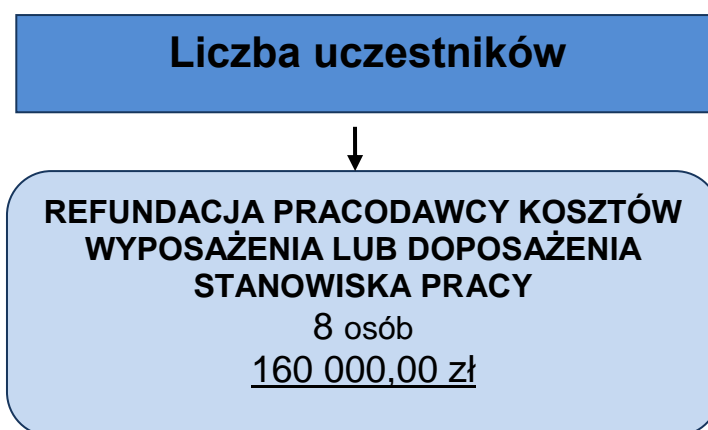 Liczba uczestników
REFUNDACJA PRACODAWCY KOSZTÓW
WYPOSAŻENIA LUB DOPOSAŻENIA
STANOWISKA PRACY
8 osób
160 000,00 zł